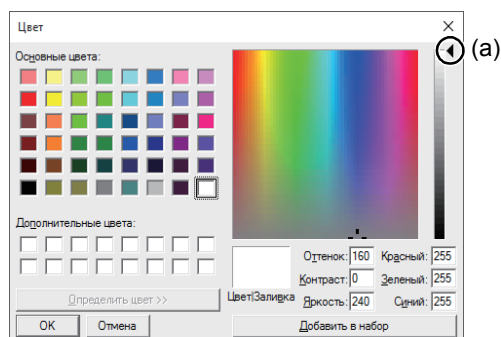 Цвет
(a)
Основные цвета:
Дополнительные цвета:
Определить цвет >>
OK
Отмена
Цвет|Заливка
Оттенок: 160
Контраст: 0
Яркость: 240
Красный: 255
Зеленый: 255
Синий: 255
Добавить в набор